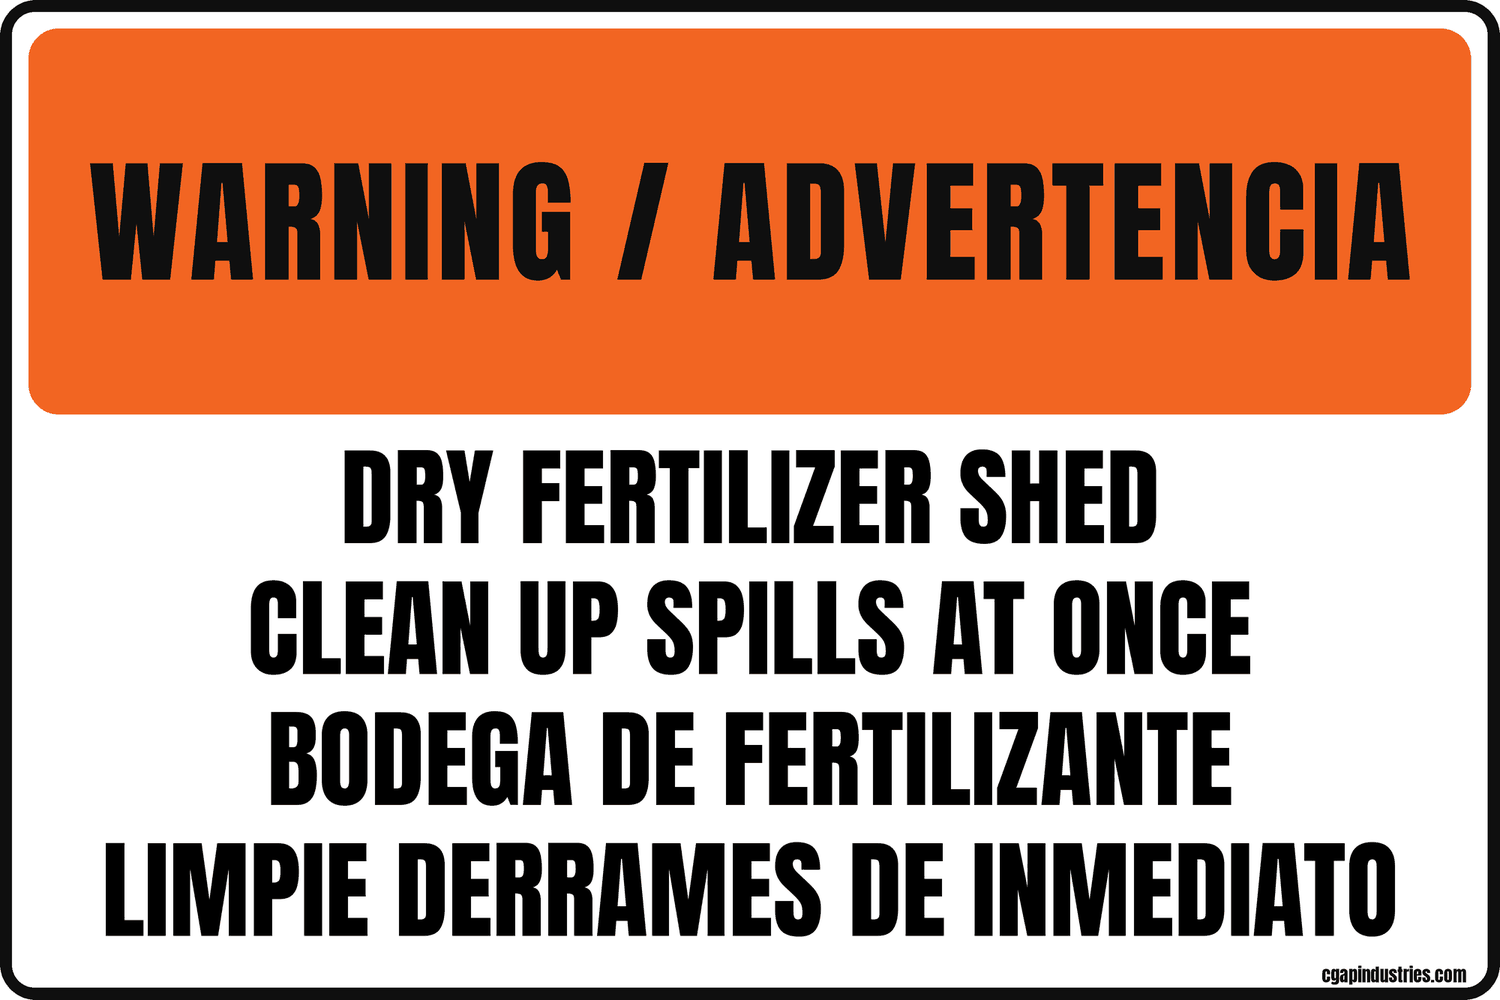 WARNING / ADVERTENCIA
DRY FERTILIZER SHED
CLEAN UP SPILLS AT ONCE
BODEGA DE FERTILIZANTE
LIMPIE DERRAMES DE INMEDIATO
cgapindustries.com